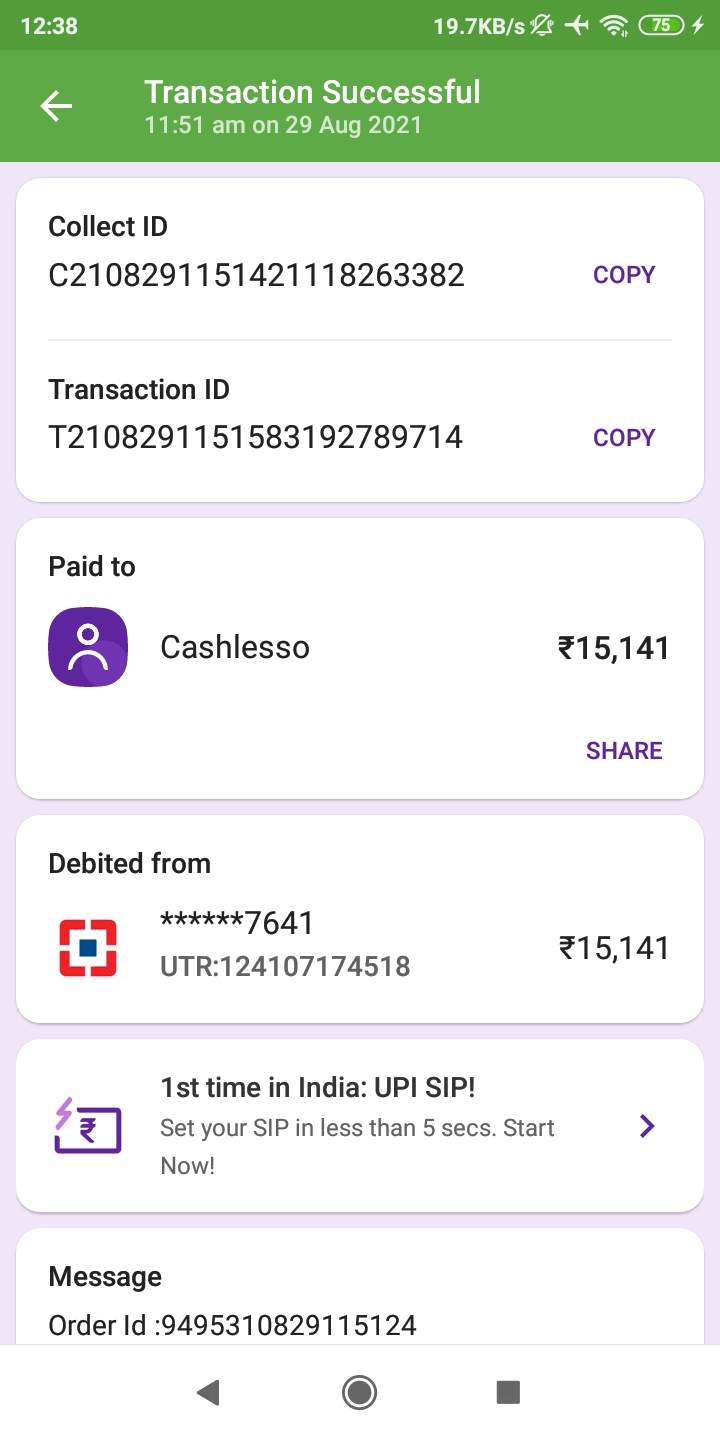 12:38
19.7KB/s
75
Transaction Successful
11:51 am on 29 Aug 2021
Collect ID
C2108291151421118263382
COPY
Transaction ID
T2108291151583192789714
COPY
Paid to
Cashlesso
₹15,141
SHARE
Debited from
******7641
UTR:124107174518
₹15,141
1st time in India: UPI SIP!
Set your SIP in less than 5 secs. Start
Now!
₹
Message
Order Id :9495310829115124